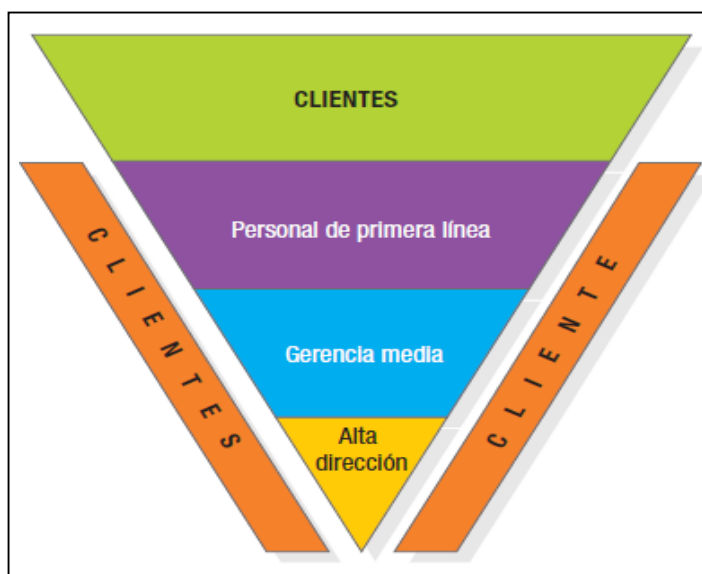 CLIENTES
Personal de primera línea
Gerencia media
Alta
dirección
CLIENTES
CLIENTE